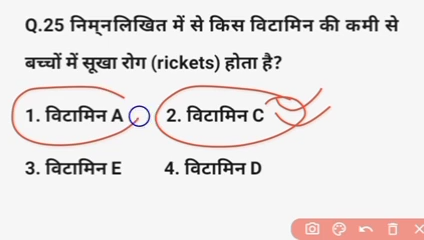 Q.25 निम्नलिखित में से किस विटामिन की कमी से
बच्चों में सूखा रोग (rickets) होता है?
1. विटामिन A 2. विटामिन C
3. विटामिन E 4. विटामिन D